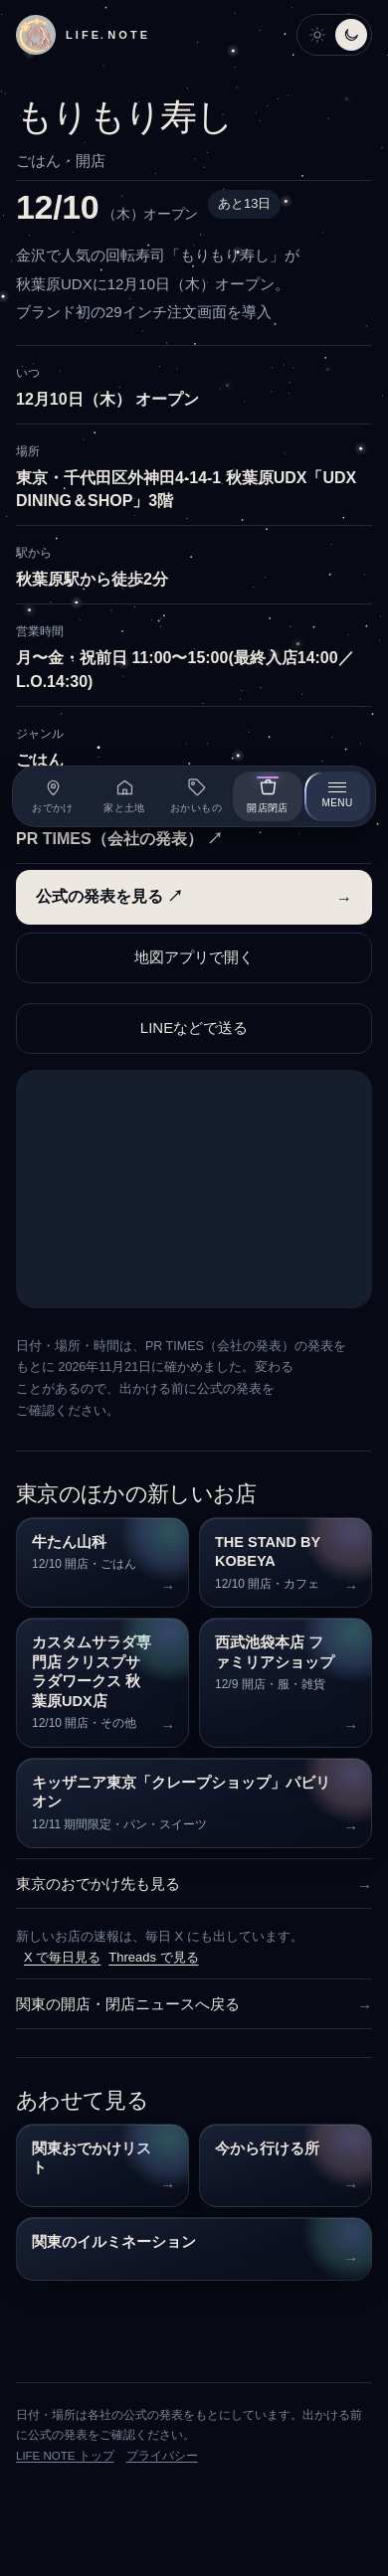 LIFE.NOTE
もりもり寿し
ごはん・開店
12/10 （木）オープン あと13日
金沢で人気の回転寿司「もりもり寿し」が
秋葉原UDXに12月10日（木）オープン。
ブランド初の29インチ注文画面を導入
いつ
12月10日（木） オープン
場所
東京・千代田区外神田4-14-1 秋葉原UDX「UDX
DINING＆SHOP」3階
駅から
秋葉原駅から徒歩2分
営業時間
月〜金・祝前日 11:00〜15:00(最終入店14:00／
L.O.14:30)
ジャンル
ごはん
おでかけ 家と土地 おかいもの 開店閉店 MENU
PR TIMES（会社の発表） ↗
公式の発表を見る ↗ →
地図アプリで開く
LINEなどで送る
日付・場所・時間は、PR TIMES（会社の発表）の発表を
もとに 2026年11月21日に確かめました。変わる
ことがあるので、出かける前に公式の発表を
ご確認ください。
東京のほかの新しいお店
牛たん山科
12/10 開店・ごはん
→
THE STAND BY
KOBEYA
12/10 開店・カフェ →
カスタムサラダ専
門店 クリスプサ
ラダワークス 秋
葉原UDX店
12/10 開店・その他 →
西武池袋本店 フ
ァミリアショップ
12/9 開店・服・雑貨
→
キッザニア東京「クレープショップ」パビリ
オン
12/11 期間限定・パン・スイーツ →
東京のおでかけ先も見る →
新しいお店の速報は、毎日 X にも出しています。
X で毎日見る Threads で見る
関東の開店・閉店ニュースへ戻る →
あわせて見る
関東おでかけリス
ト
→
今から行ける所
→
関東のイルミネーション
→
日付・場所は各社の公式の発表をもとにしています。出かける前
に公式の発表をご確認ください。
LIFE NOTE トップ プライバシー